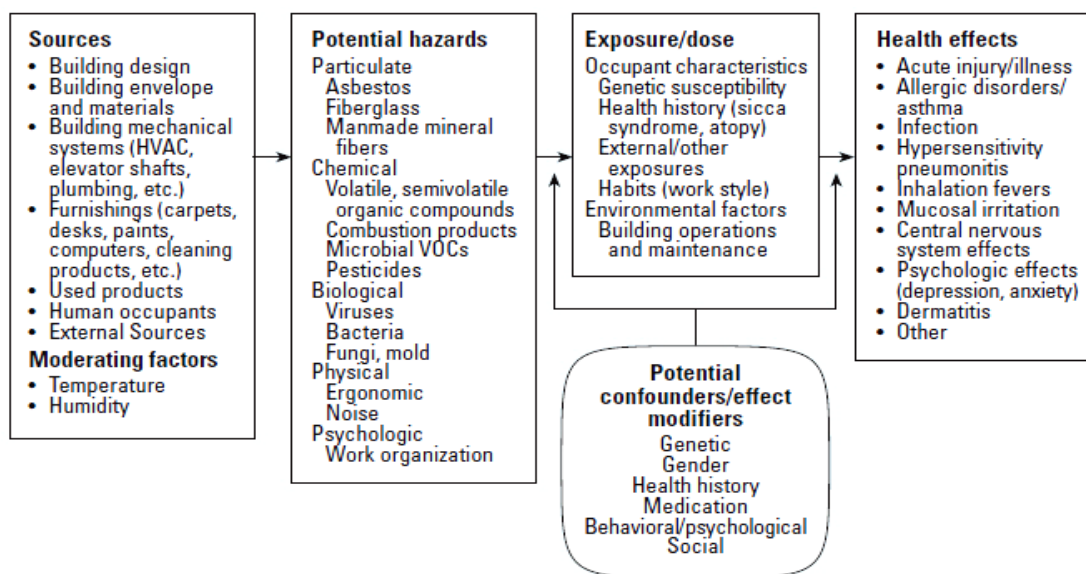 Sources
• Building design
• Building envelope
and materials
• Building mechanical
systems (HVAC,
elevator shafts,
plumbing, etc.)
• Furnishings (carpets,
desks, paints,
computers, cleaning
products, etc.)
• Used products
• Human occupants
• External Sources
Moderating factors
• Temperature
• Humidity
Potential hazards
Particulate
Asbestos
Fiberglass
Manmade mineral
fibers
Chemical
Volatile, semivolatile
organic compounds
Combustion products
Microbial VOCs
Pesticides
Biological
Viruses
Bacteria
Fungi, mold
Physical
Ergonomic
Noise
Psychologic
Work organization
Exposure/dose
Occupant characteristics
Genetic susceptibility
Health history (sicca
syndrome, atopy)
External/other
exposures
Habits (work style)
Environmental factors
Building operations
and maintenance
Potential
confounders/effect
modifiers
Genetic
Gender
Health history
Medication
Behavioral/psychological
Social
Health effects
• Acute injury/illness
• Allergic disorders/
asthma
• Infection
• Hypersensitivity
pneumonitis
• Inhalation fevers
• Mucosal irritation
• Central nervous
system effects
• Psychologic effects
(depression, anxiety)
• Dermatitis
• Other